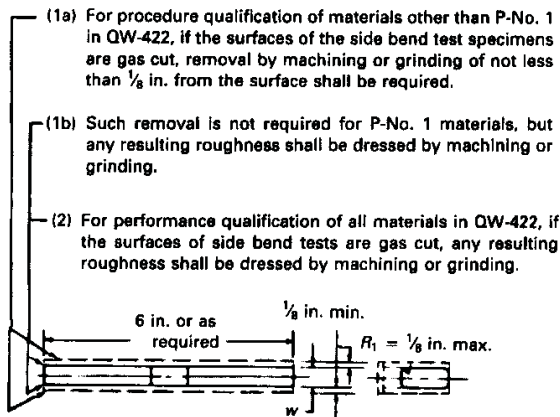 (1a) For procedure qualification of materials other than P-No. 1
in QW-422, if the surfaces of the side bend test specimens
are gas cut, removal by machining or grinding of not less
than 1/8 in. from the surface shall be required.
(1b) Such removal is not required for P-No. 1 materials, but
any resulting roughness shall be dressed by machining or
grinding.
(2) For performance qualification of all materials in QW-422, if
the surfaces of side bend tests are gas cut, any resulting
roughness shall be dressed by machining or grinding.
1/8 in. min.
6 in. or as
required
R1 = 1/8 in. max.
w